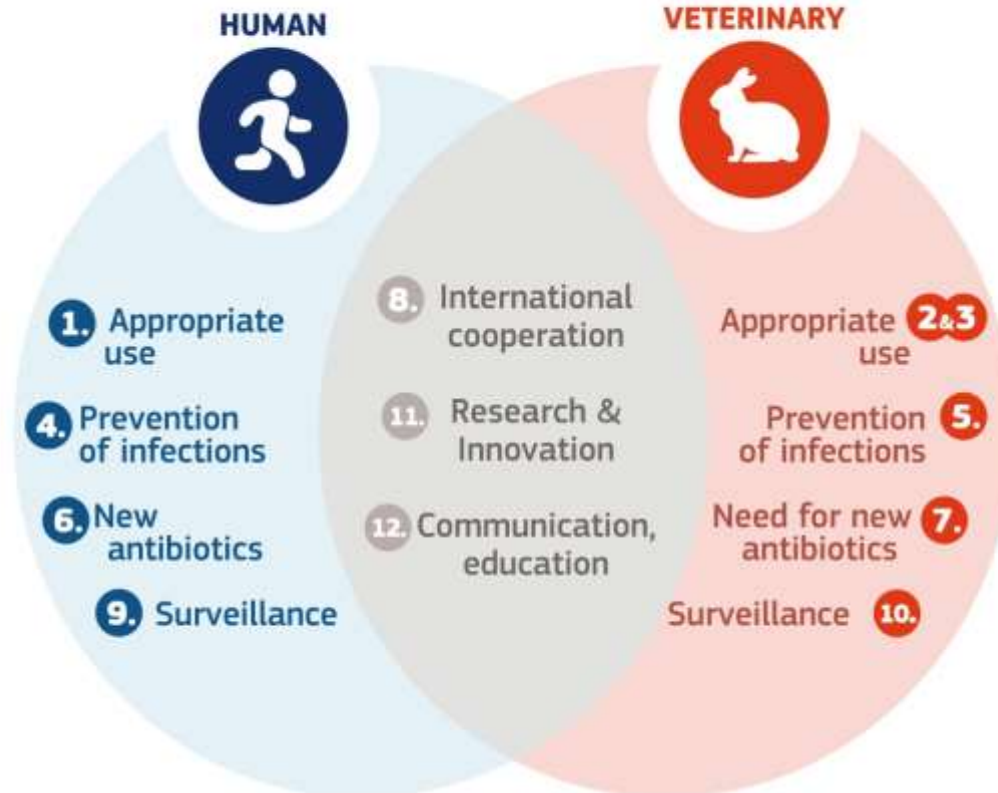 HUMAN
VETERINARY
1. Appropriate
use
4. Prevention
of infections
6. New
antibiotics
9. Surveillance
8. International
cooperation
11. Research &
Innovation
12. Communication,
education
Appropriate 2&3
use
Prevention 5.
of infections
Need for new 7.
antibiotics
Surveillance 10.